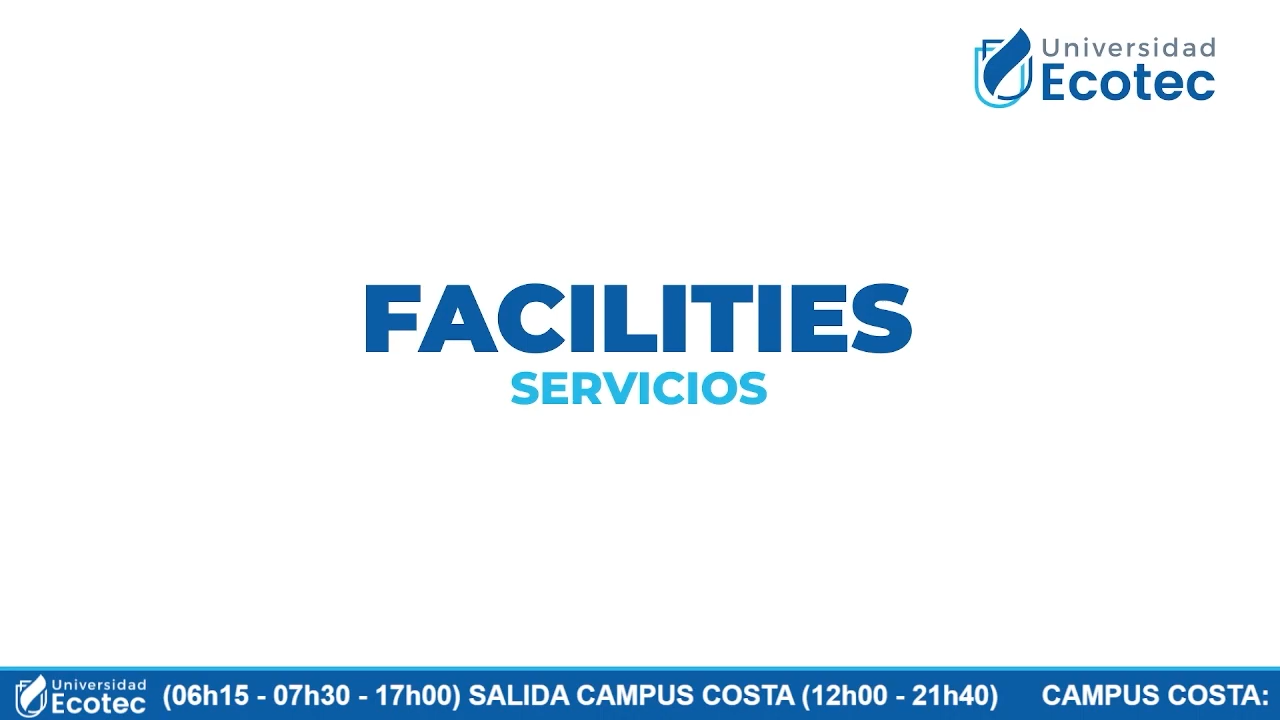 Universidad
Ecotec
FACILITIES
SERVICIOS
Universidad
Ecotec
(06h15 - 07h30 - 17h00) SALIDA CAMPUS COSTA (12h00 - 21h40) CAMPUS COSTA: